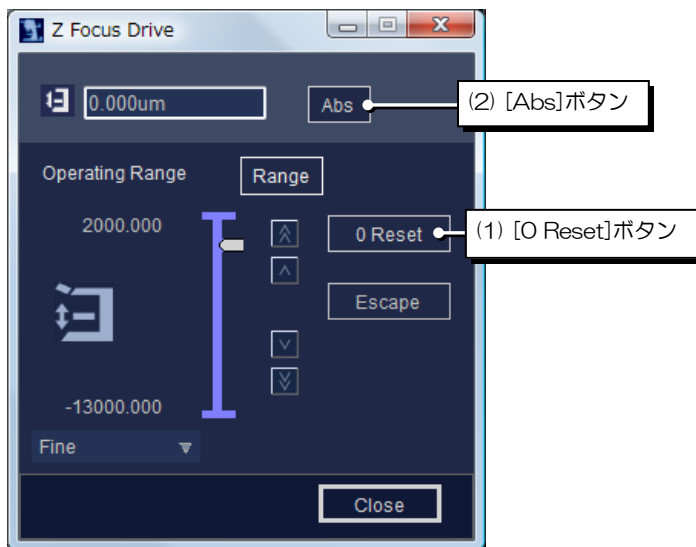 Z Focus Drive
0.000um
Abs
(2) [Abs]ボタン
Operating Range
Range
2000.000
0 Reset
(1) [0 Reset]ボタン
Escape
-13000.000
Fine
Close